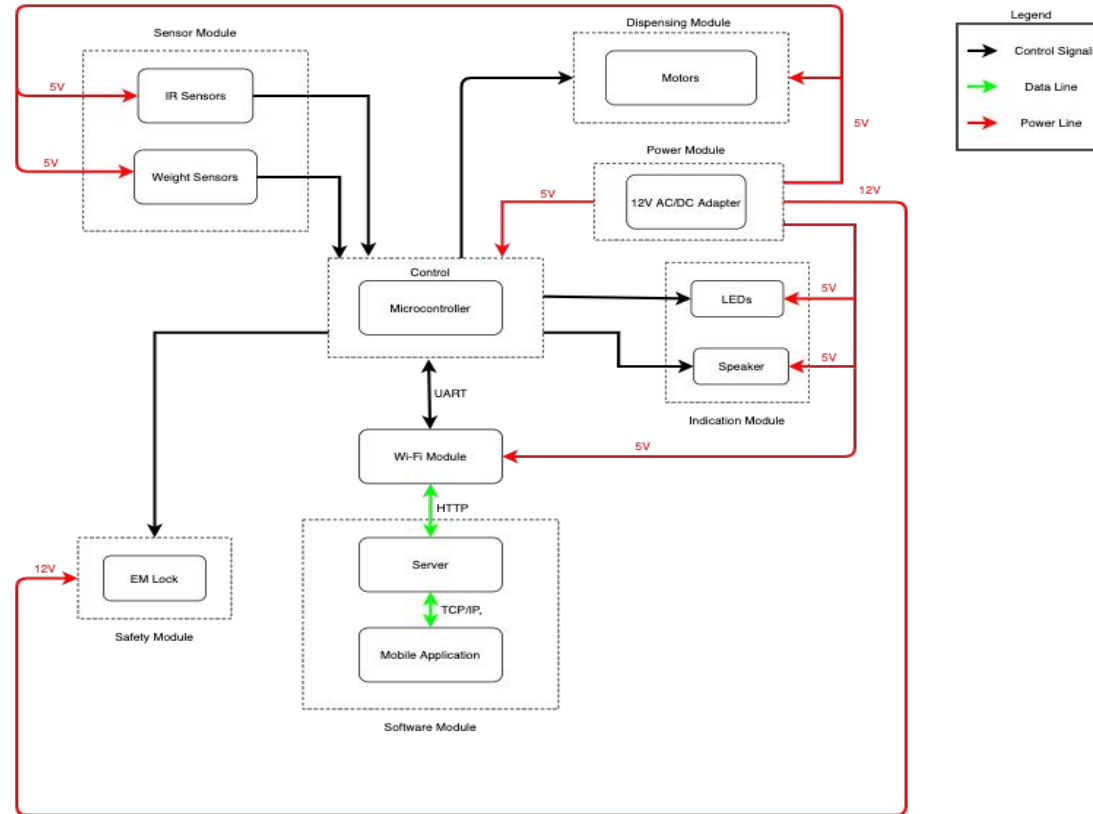 Legend
Control Signals
Data Line
Power Line
Sensor Module
5V
IR Sensors
5V
Weight Sensors
Dispensing Module
Motors
5V
Power Module
12V AC/DC Adapter
5V
12V
Control
Microcontroller
LEDs
5V
Speaker
5V
Indication Module
UART
Wi-Fi Module
5V
HTTP
Server
TCP/IP,
Mobile Application
Software Module
12V
EM Lock
Safety Module